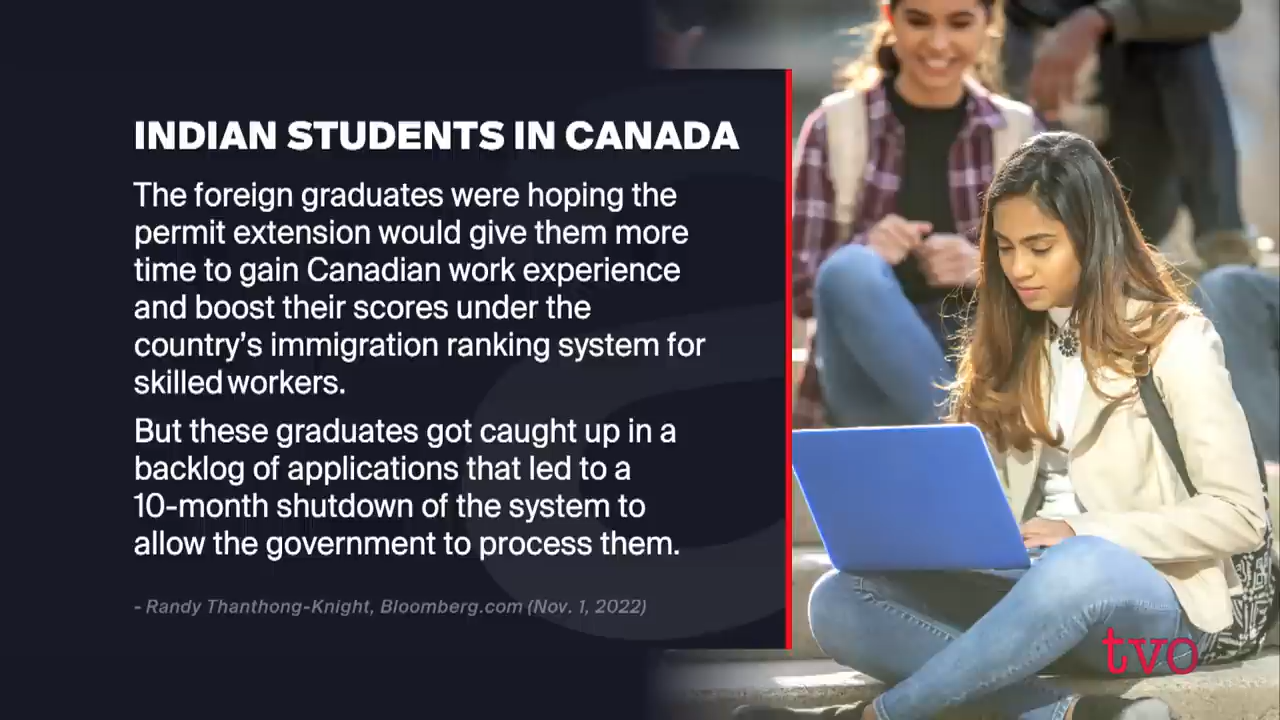 INDIAN STUDENTS IN CANADA
The foreign graduates were hoping the
permit extension would give them more
time to gain Canadian work experience
and boost their scores under the
country's immigration ranking system for
skilled workers.
But these graduates got caught up in a
backlog of applications that led to a
10-month shutdown of the system to
allow the government to process them.
- Randy Thanthong-Knight, Bloomberg.com (Nov. 1, 2022)
tvo